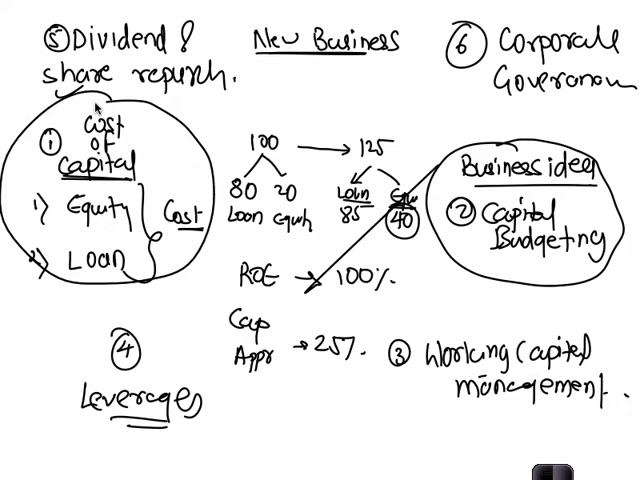 ⑤ Dividend &
share repurch.
New Business
⑥ Corporate
Governan
① Cost
of
Capital
1) Equity
2) Loan
Cost
100 → 125
80 20
Loan Equity
Loan Equ
85 40
ROE → 100%.
Cap
Appr → 25%.
Business idea
② Capital
Budgeting
④
Leverages
③ Working Capital
management.